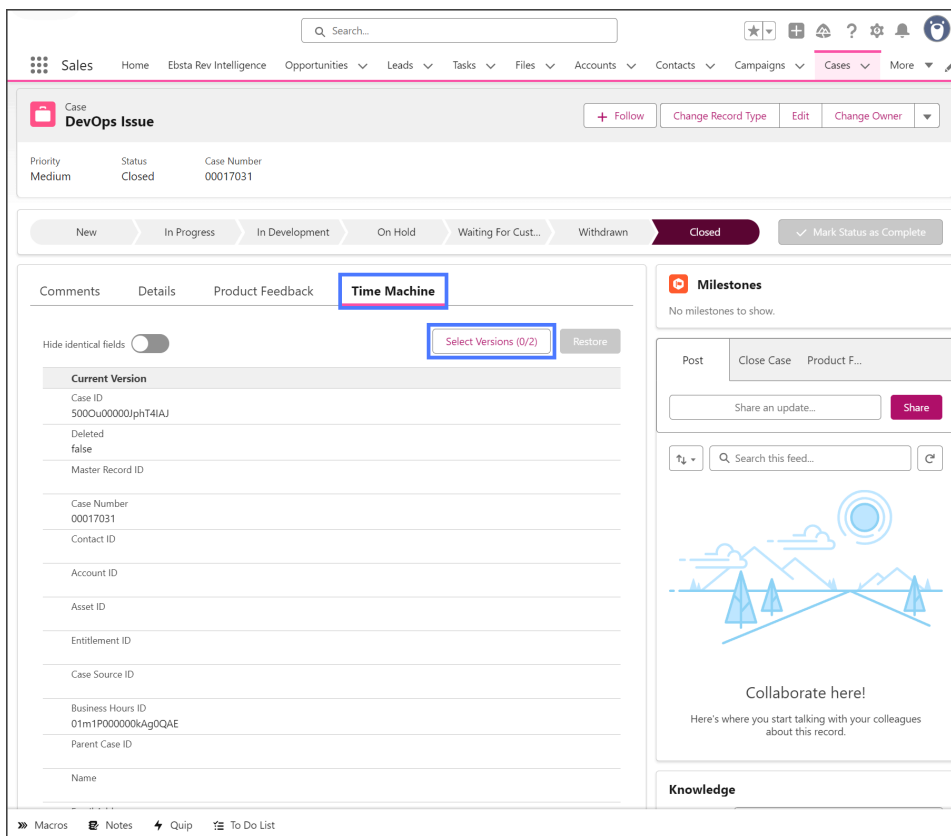 Search...
Sales Home Ebsta Rev Intelligence Opportunities Leads Tasks Files Accounts Contacts Campaigns Cases More
Case
DevOps Issue
+ Follow Change Record Type Edit Change Owner
Priority Status Case Number
Medium Closed 00017031
New In Progress In Development On Hold Waiting For Cust... Withdrawn Closed Mark Status as Complete
Comments Details Product Feedback Time Machine
Hide identical fields Select Versions (0/2) Restore
Current Version
Case ID
500Ou00000JphT4IAJ
Deleted
false
Master Record ID
Case Number
00017031
Contact ID
Account ID
Asset ID
Entitlement ID
Case Source ID
Business Hours ID
01m1P000000kAg0QAE
Parent Case ID
Name
Milestones
No milestones to show.
Post Close Case Product F...
Share an update... Share
Search this feed...
Collaborate here!
Here's where you start talking with your colleagues
about this record.
Knowledge
Macros Notes Quip To Do List